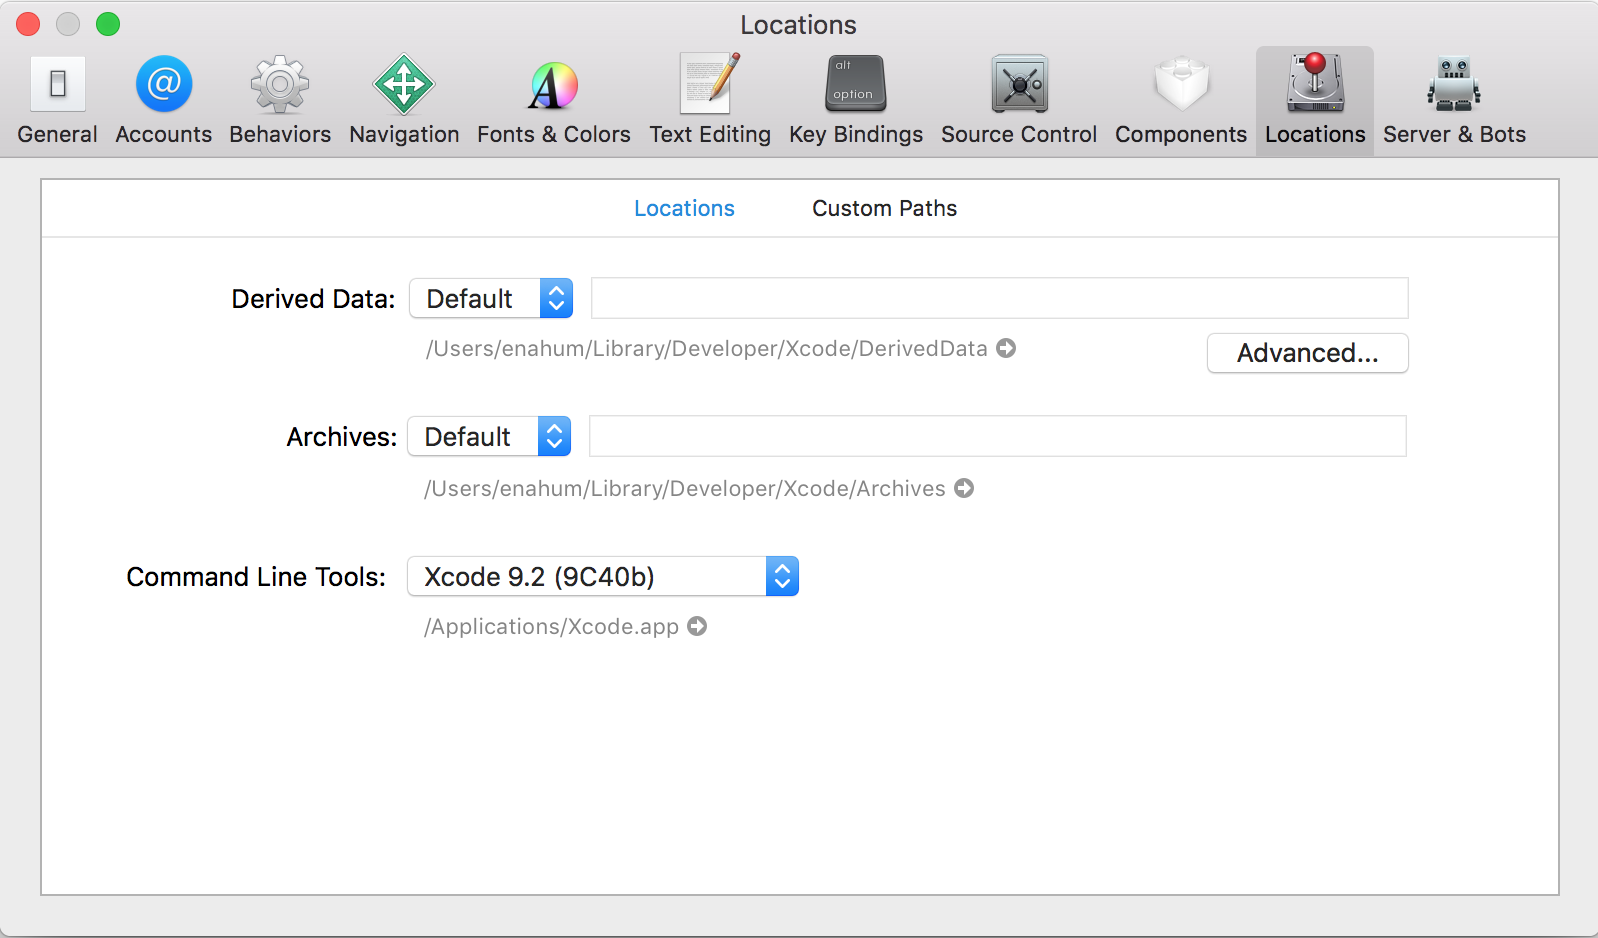 Locations
General Accounts Behaviors Navigation Fonts & Colors Text Editing alt option Key Bindings Source Control Components Locations Server & Bots
Locations Custom Paths
Derived Data: Default
/Users/enahum/Library/Developer/Xcode/DerivedData
Advanced...
Archives: Default
/Users/enahum/Library/Developer/Xcode/Archives
Command Line Tools: Xcode 9.2 (9C40b)
/Applications/Xcode.app